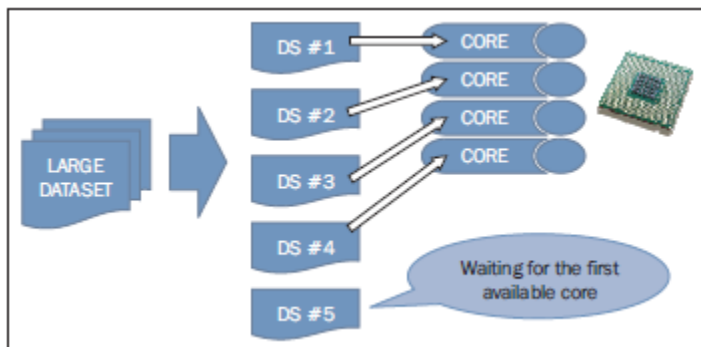 LARGE
DATASET
DS #1
DS #2
DS #3
DS #4
DS #5
CORE
CORE
CORE
CORE
Waiting for the first
available core